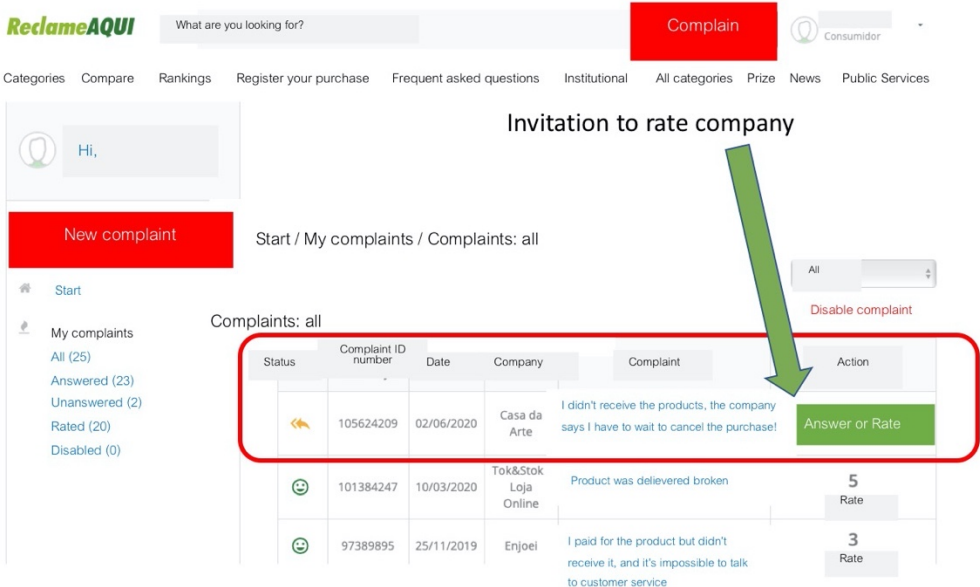 ReclameAQUI
What are you looking for?
Complain
Consumidor
Categories Compare Rankings Register your purchase Frequent asked questions Institutional All categories Prize News Public Services
Invitation to rate company
Hi,
New complaint
Start / My complaints / Complaints: all
All
Start
Disable complaint
My complaints
All (25)
Answered (23)
Unanswered (2)
Rated (20)
Disabled (0)
Complaints: all
Status
Complaint ID
number
Date
Company
Complaint
Action
105624209
02/06/2020
Casa da
Arte
I didn't receive the products, the company
says I have to wait to cancel the purchase!
Answer or Rate
101384247
10/03/2020
Tok&Stok
Loja
Online
Product was delievered broken
5
Rate
97389895
25/11/2019
Enjoei
I paid for the product but didn't
receive it, and it's impossible to talk
to customer service
3
Rate